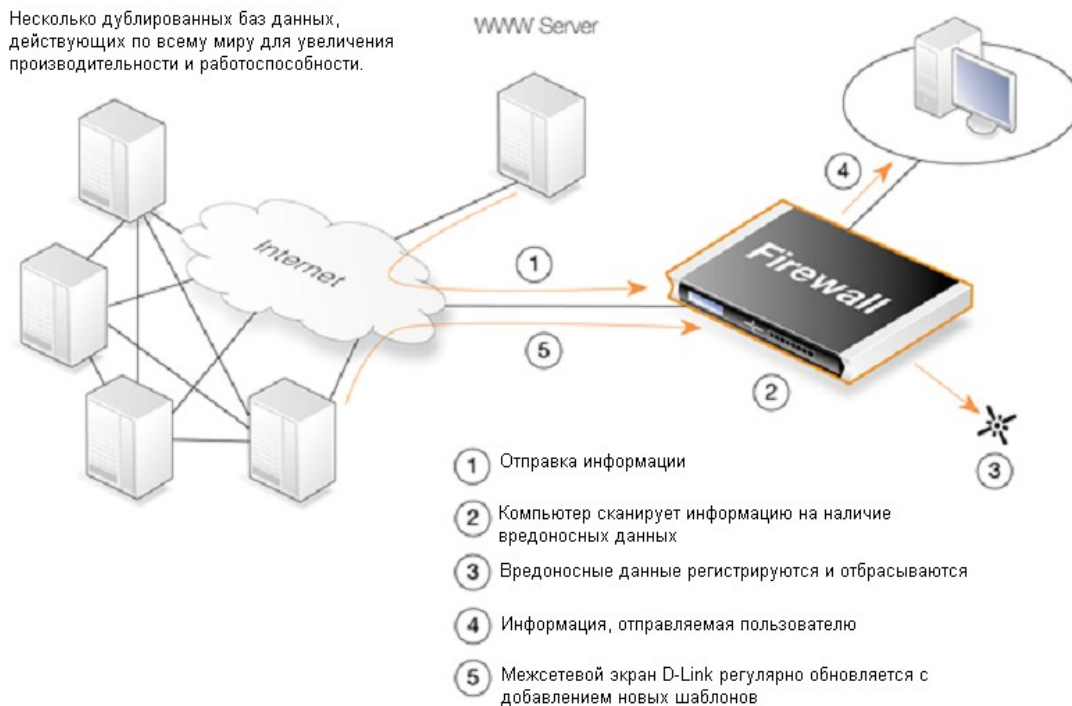 Несколько дублированных баз данных,
действующих по всему миру для увеличения
производительности и работоспособности.
WWW Server
Internet
Firewall
1
5
4
2
3
1 Отправка информации
2 Компьютер сканирует информацию на наличие
вредоносных данных
3 Вредоносные данные регистрируются и отбрасываются
4 Информация, отправляемая пользователю
5 Межсетевой экран D-Link регулярно обновляется с
добавлением новых шаблонов